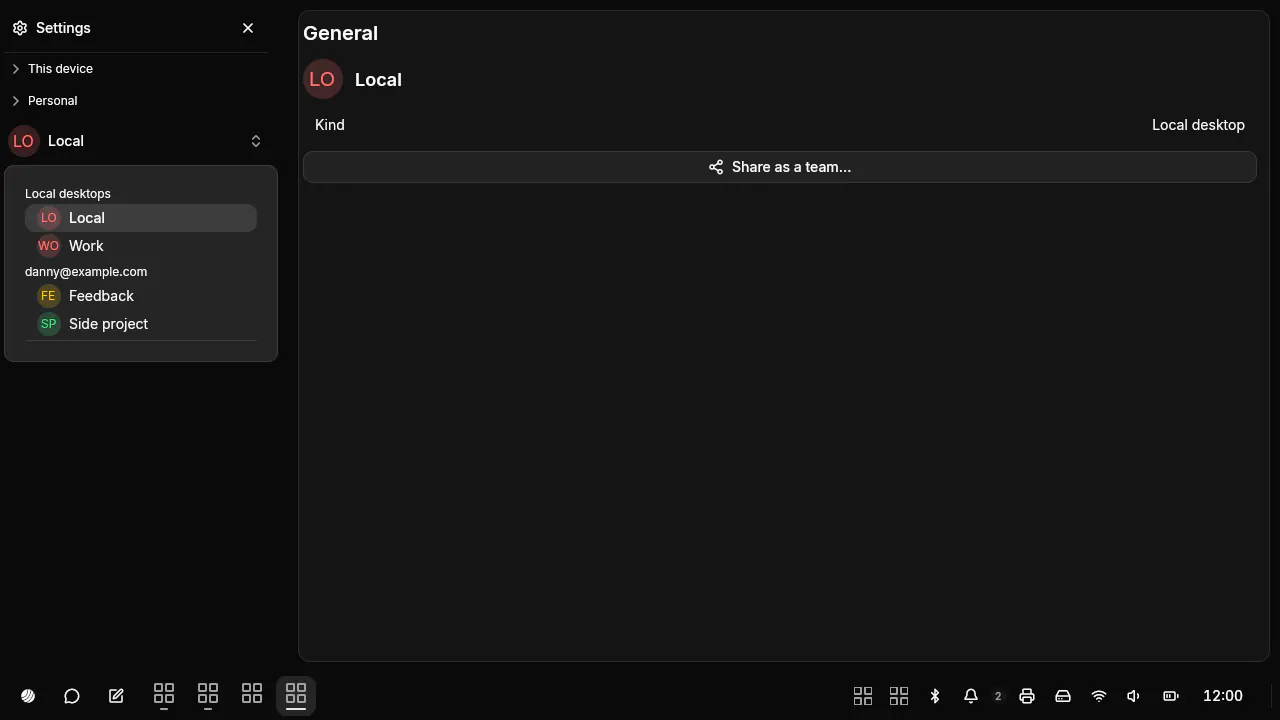 Settings
This device
Personal
LO Local
Local desktops
LO Local
WO Work
danny@example.com
FE Feedback
SP Side project
General
LO Local
Kind Local desktop
Share as a team...
2
12:00